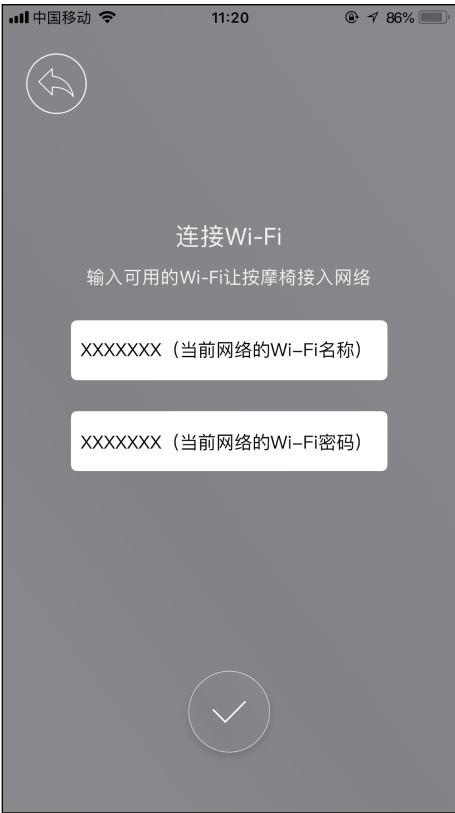 中国移动 11:20 86%
连接Wi-Fi
输入可用的Wi-Fi让按摩椅接入网络
XXXXXXX（当前网络的Wi-Fi名称）
XXXXXXX（当前网络的Wi-Fi密码）